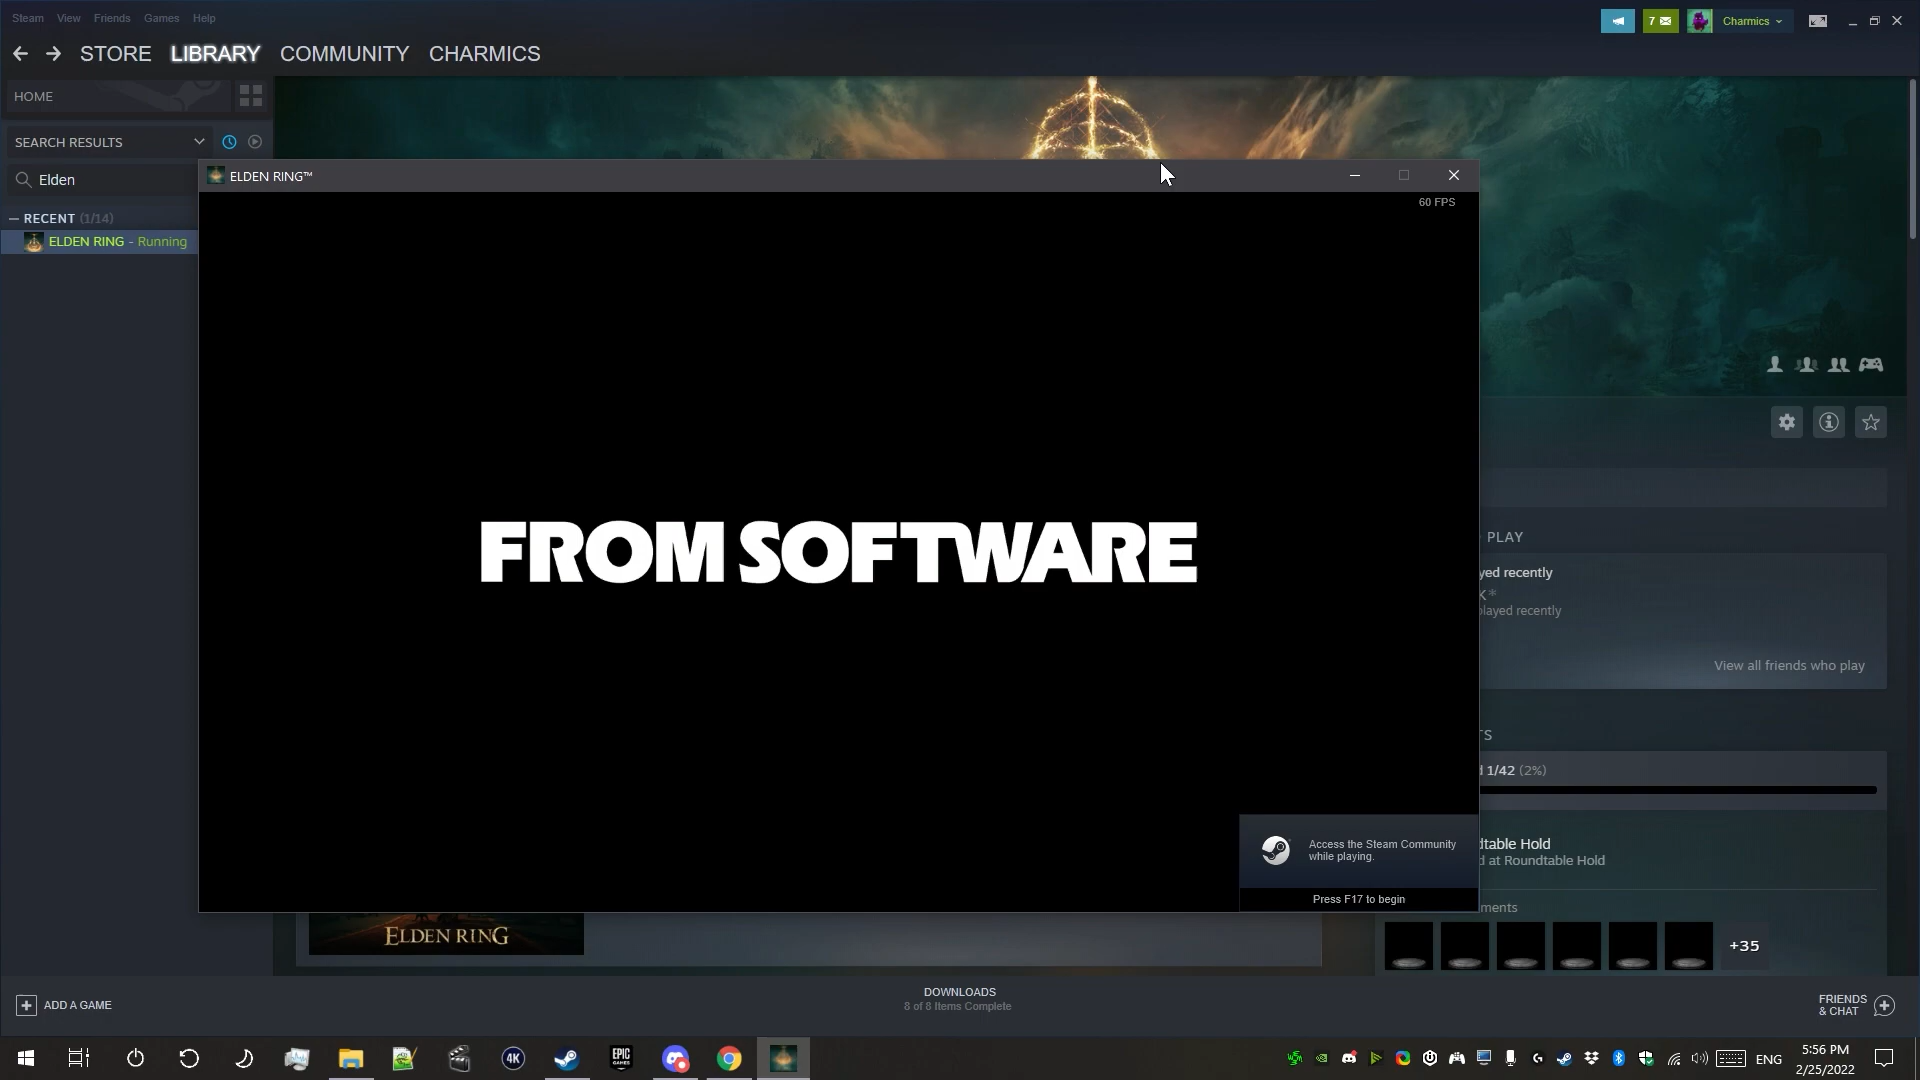 Steam View Friends Games Help
7
Charmics
STORE LIBRARY COMMUNITY CHARMICS
HOME
SEARCH RESULTS
Elden
RECENT (1/14)
ELDEN RING - Running
ELDEN RING™
60 FPS
FROM SOFTWARE
Access the Steam Community
while playing.
Press F17 to begin
PLAY
yed recently
K*
played recently
View all friends who play
TS
d 1/42 (2%)
dtable Hold
d at Roundtable Hold
ments
+35
ELDEN RING
ADD A GAME
DOWNLOADS
8 of 8 Items Complete
FRIENDS
& CHAT
4K
EPIC
GAMES
ENG
5:56 PM
2/25/2022